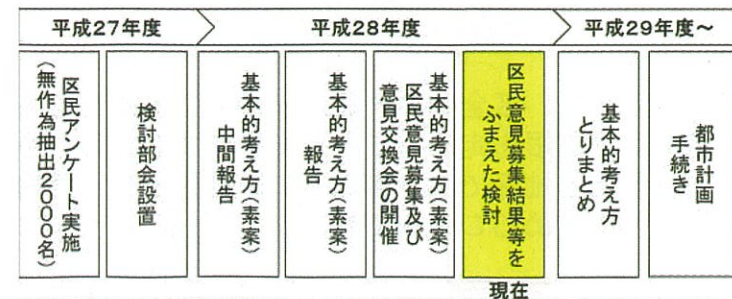 平成27年度
平成28年度
平成29年度～
区民アンケート実施
（無作為抽出2000名）
検討部会設置
基本的考え方（素案）
中間報告
基本的考え方（素案）
報告
基本的考え方（素案）
区民意見募集及び
意見交換会の開催
区民意見募集結果等を
ふまえた検討
基本的考え方
とりまとめ
都市計画
手続き
現在